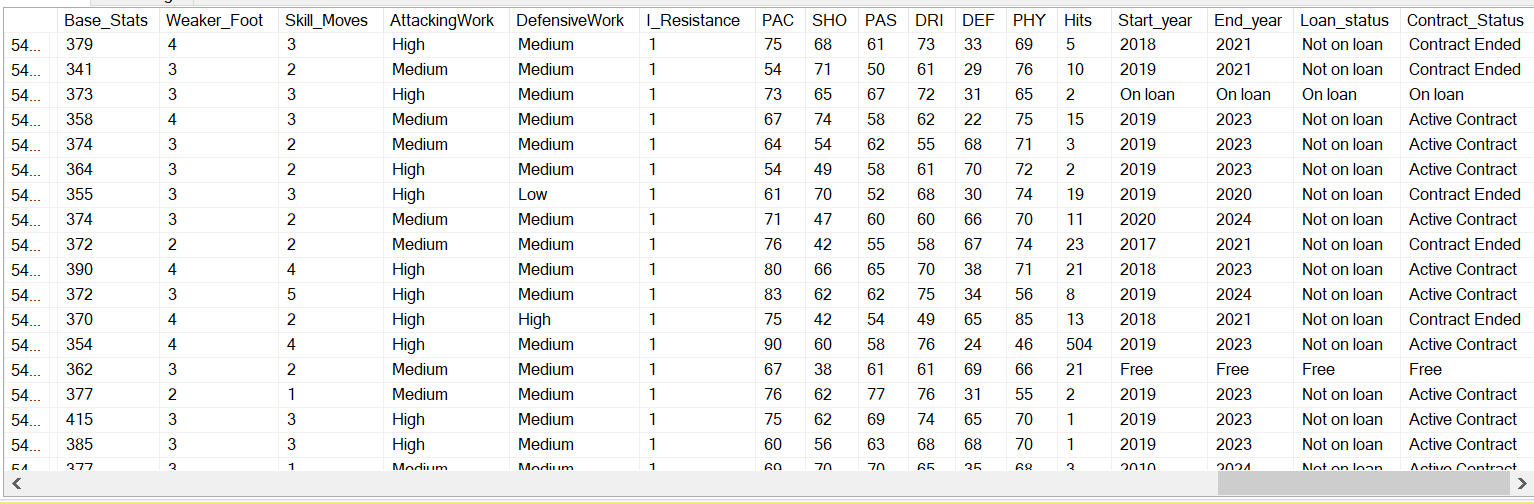 Base_Stats Weaker_Foot Skill_Moves AttackingWork DefensiveWork I_Resistance PAC SHO PAS DRI DEF PHY Hits Start_year End_year Loan_status Contract_Status
54... 379 4 3 High Medium 1 75 68 61 73 33 69 5 2018 2021 Not on loan Contract Ended
54... 341 3 2 Medium Medium 1 54 71 50 61 29 76 10 2019 2021 Not on loan Contract Ended
54... 373 3 3 High Medium 1 73 65 67 72 31 65 2 On loan On loan On loan On loan
54... 358 4 3 Medium Medium 1 67 74 58 62 22 75 15 2019 2023 Not on loan Active Contract
54... 374 3 2 Medium Medium 1 64 54 62 55 68 71 3 2019 2023 Not on loan Active Contract
54... 364 3 2 High Medium 1 54 49 58 61 70 72 2 2019 2023 Not on loan Active Contract
54... 355 3 3 High Low 1 61 70 52 68 30 74 19 2019 2020 Not on loan Contract Ended
54... 374 3 2 Medium Medium 1 71 47 60 60 66 70 11 2020 2024 Not on loan Active Contract
54... 372 2 2 Medium Medium 1 76 42 55 58 67 74 23 2017 2021 Not on loan Contract Ended
54... 390 4 4 High Medium 1 80 66 65 70 38 71 21 2018 2023 Not on loan Active Contract
54... 372 3 5 High Medium 1 83 62 62 75 34 56 8 2019 2024 Not on loan Active Contract
54... 370 4 2 High High 1 75 42 54 49 65 85 13 2018 2021 Not on loan Contract Ended
54... 354 4 4 High Medium 1 90 60 58 76 24 46 504 2019 2023 Not on loan Active Contract
54... 362 3 2 Medium Medium 1 67 38 61 61 69 66 21 Free Free Free Free
54... 377 2 1 Medium Medium 1 76 62 77 76 31 55 2 2019 2023 Not on loan Active Contract
54... 415 3 3 High Medium 1 75 62 69 74 65 70 1 2019 2023 Not on loan Active Contract
54... 385 3 3 High Medium 1 60 56 63 68 68 70 1 2019 2023 Not on loan Active Contract
54... 377 3 1 Medium Medium 1 69 70 70 65 35 68 3 2010 2024 Not on loan Active Contract